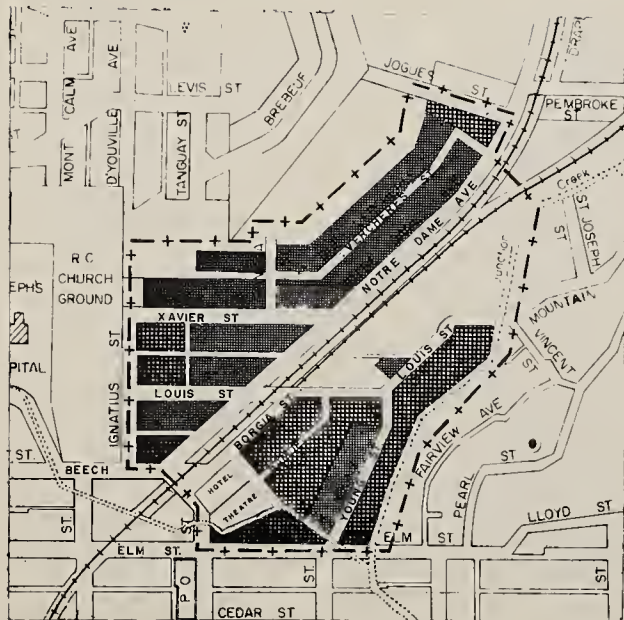 MONT CALM AVE
D'YOUVILLE AVE
LEVIS ST
TANGUAY ST
BREBEUF
JOGUES ST.
DRAP
PEMBROKE ST
Creek
ST JOSEPH
ST
MOUNTAIN
VINCENT
ST
VERCHERES ST
NOTRE DAME AVE
R C
CHURCH
GROUND
EPH'S
PITAL
XAVIER ST
LOUIS ST
IGNATIUS ST
LOUIS ST
BORGIA ST
HOTEL
THEATRE
YOUNG
FAIRVIEW AVE
PEARL ST
LLOYD ST
ST.
BEECH
ST.
ST
ELM ST.
ELM ST
P O
ST.
ST.
CEDAR ST